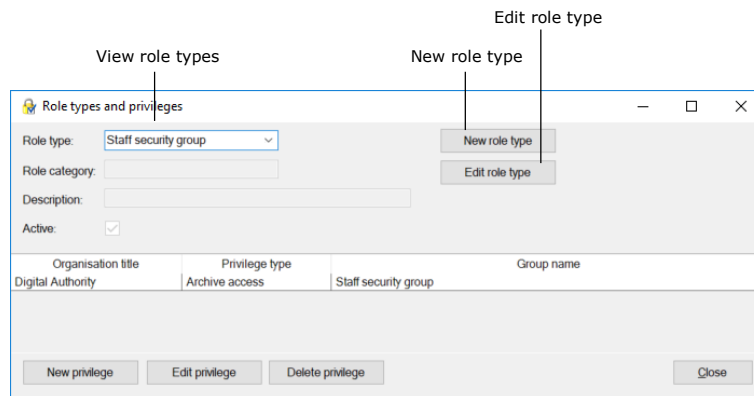 Edit role type
View role types
New role type
Role types and privileges
Role type: Staff security group New role type
Role category: Edit role type
Description:
Active:
Organisation title Privilege type Group name
Digital Authority Archive access Staff security group
New privilege Edit privilege Delete privilege Close